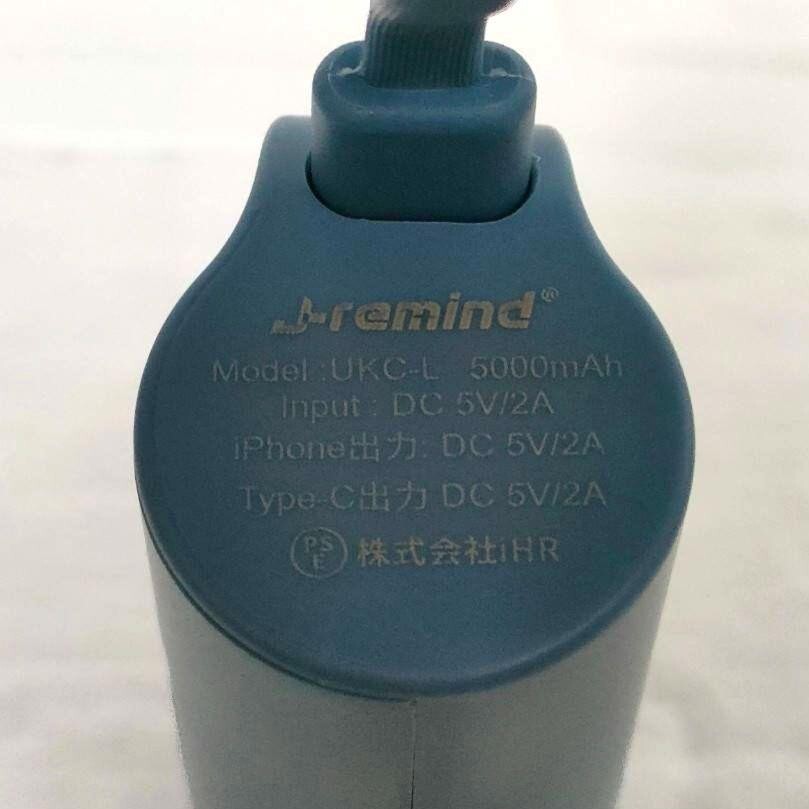 J-remind®
Model :UKC-L 5000mAh
Input : DC 5V/2A
iPhone出力: DC 5V/2A
Type-C出力 DC 5V/2A
PSE 株式会社iHR